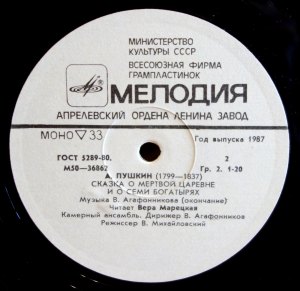 МИНИСТЕРСТВО
КУЛЬТУРЫ СССР
ВСЕСОЮЗНАЯ ФИРМА
ГРАМПЛАСТИНОК
МЕЛОДИЯ
АПРЕЛЕВСКИЙ ОРДЕНА ЛЕНИНА ЗАВОД
МОНО ▽ 33
Год выпуска 1987
ГОСТ 5289-80.
2
М50—36862
Гр. 2. 1-20
А. ПУШКИН (1799—1837)
СКАЗКА О МЕРТВОЙ ЦАРЕВНЕ
И О СЕМИ БОГАТЫРЯХ
Музыка В. Агафонникова (окончание)
Читает Вера Марецкая
Камерный ансамбль. Дирижер В. Агафонников
Режиссер В. Михайловский